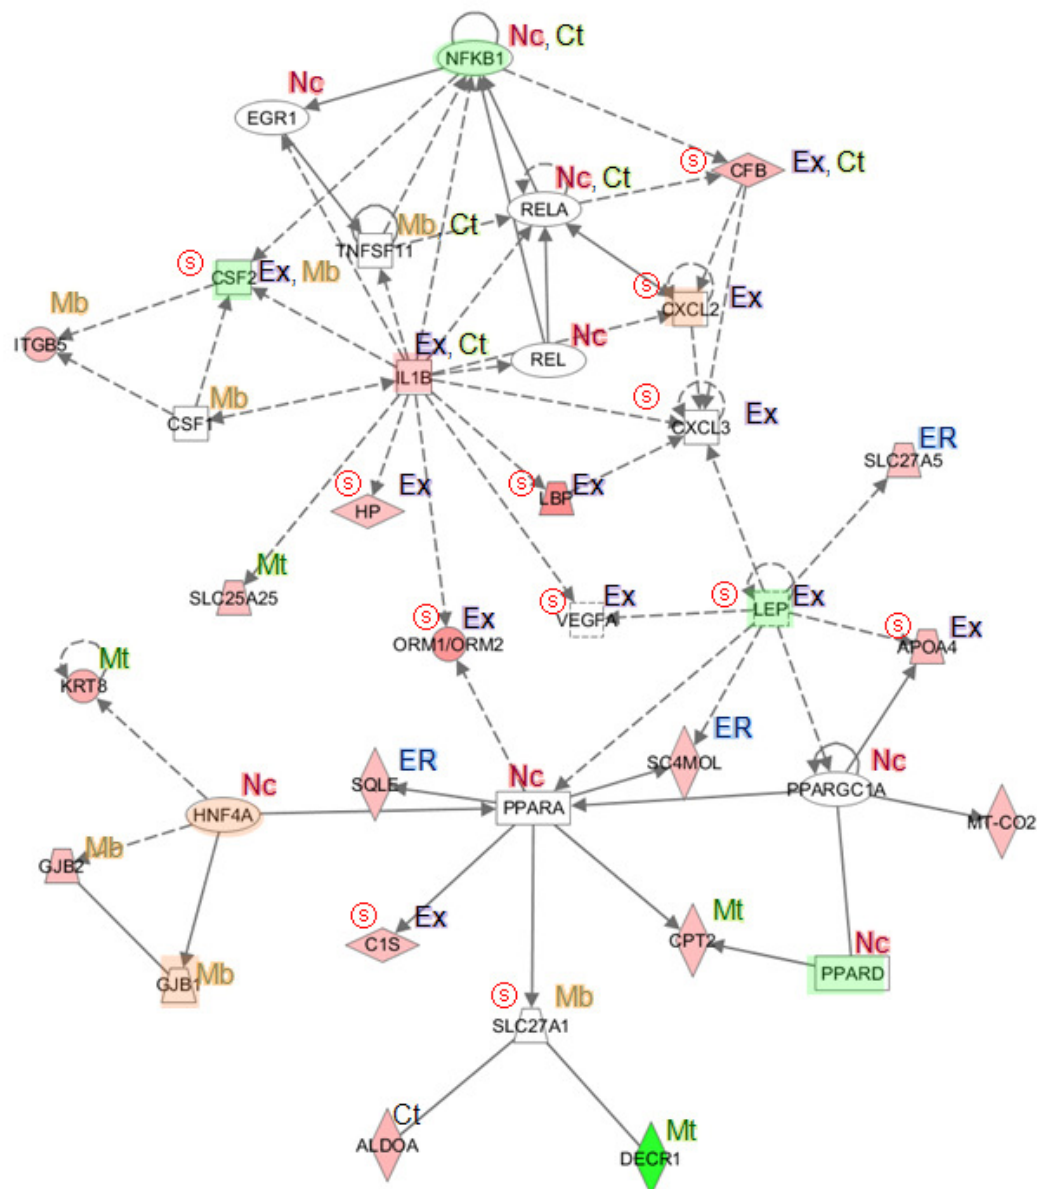 Nc, Ct
NFKB1
Nc
EGR1
S
CFB
Ex, Ct
Nc, Ct
RELA
Mb, Ct
TNFSF11
S
CSF2
Ex, Mb
S
CXCL2
Ex
Mb
ITGB5
Ex, Ct
IL1B
REL
Nc
Mb
CSF1
S
CXCL3
Ex
ER
SLC27A5
S
Ex
HP
S
LBP
Ex
Mt
SLC25A25
S
Ex
ORM1/ORM2
S
Ex
VEGFA
S
Ex
LEP
S
Ex
APOA4
Mt
KRT8
ER
SQLE
ER
SC4MOL
Nc
HNF4A
Nc
PPARA
Nc
PPARGC1A
MT-CO2
Mb
GJB2
Mb
GJB1
S
Ex
C1S
Mt
CPT2
Nc
PPARD
S
Mb
SLC27A1
Ct
ALDOA
Mt
DECR1